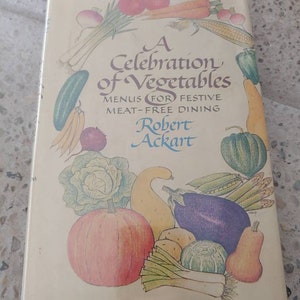 A
Celebration
of Vegetables
MENUS FOR FESTIVE
MEAT-FREE DINING
Robert
Ackart